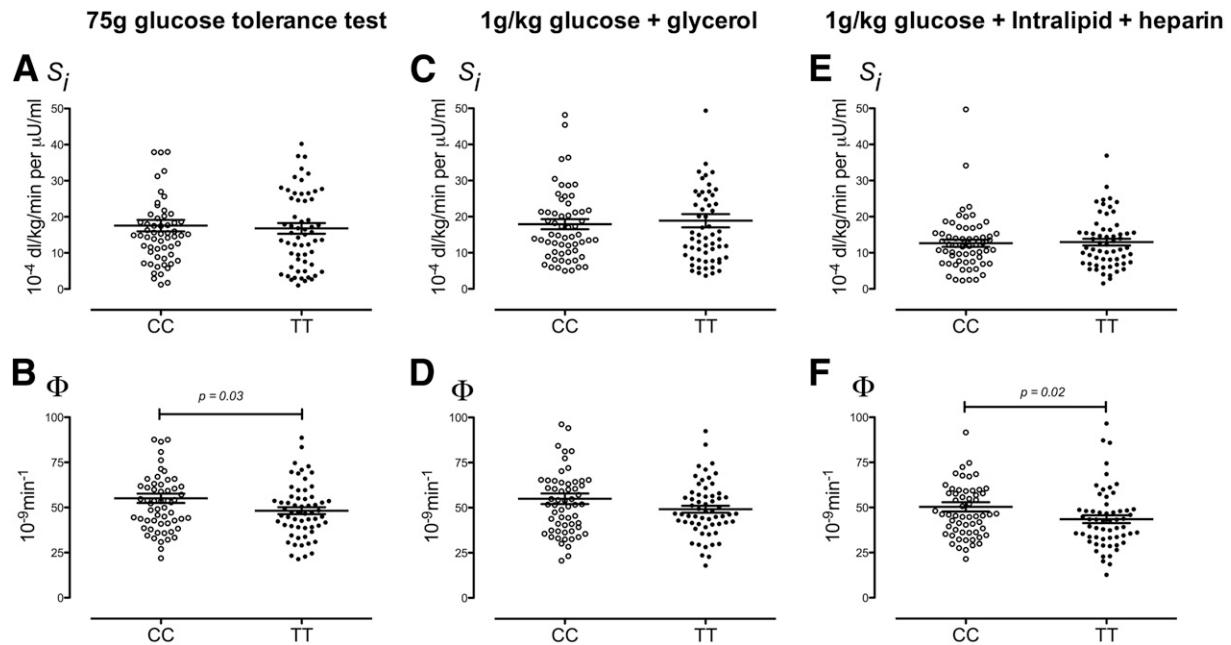 75g glucose tolerance test
1g/kg glucose + glycerol
1g/kg glucose + Intralipid + heparin
A
S_i
10⁻⁴ dl/kg/min per μU/ml
50
40
30
20
10
0
CC TT
C
S_i
10⁻⁴ dl/kg/min per μU/ml
50
40
30
20
10
0
CC TT
E
S_i
10⁻⁴ dl/kg/min per μU/ml
50
40
30
20
10
0
CC TT
B
Φ
p = 0.03
10⁻⁹min⁻¹
100
75
50
25
0
CC TT
D
Φ
10⁻⁹min⁻¹
100
75
50
25
0
CC TT
F
Φ
p = 0.02
10⁻⁹min⁻¹
100
75
50
25
0
CC TT